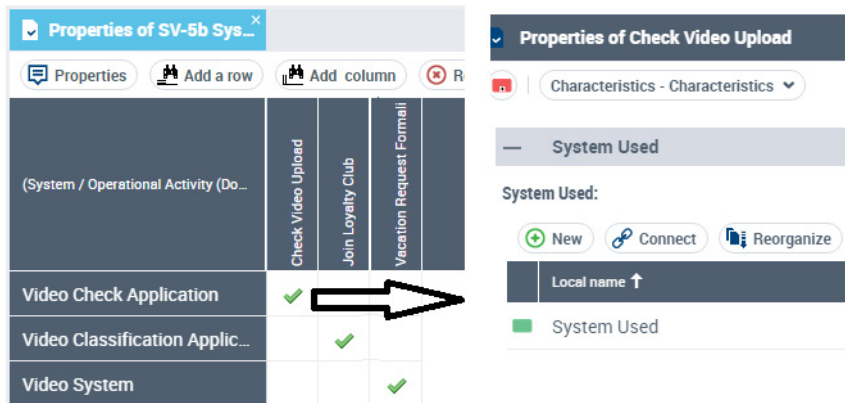 Properties of SV-5b Sys...
Properties
Add a row
Add column
R
(System / Operational Activity (Do...
Check Video Upload
Join Loyalty Club
Vacation Request Formali
Video Check Application
Video Classification Applic...
Video System
Properties of Check Video Upload
Characteristics - Characteristics
System Used
System Used:
New
Connect
Reorganize
Local name
System Used